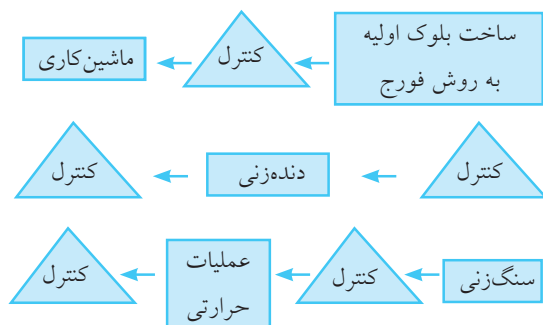 ساخت بلوک اولیه
به روش فورج
کنترل
ماشین‌کاری
کنترل
دنده‌زنی
کنترل
سنگ‌زنی
کنترل
عملیات
حرارتی
کنترل